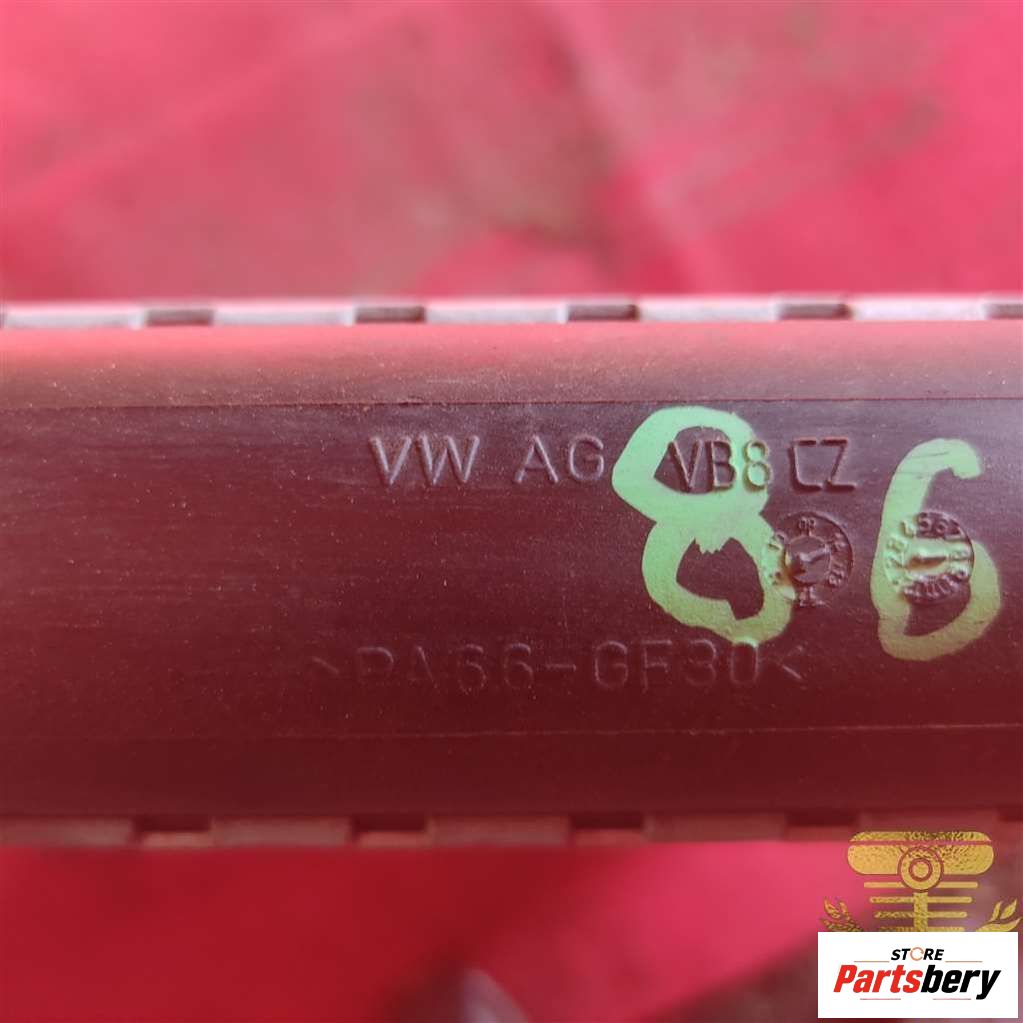 VW AG VB8 CZ
86
>PA66-GF30<
STORE
Partsbery